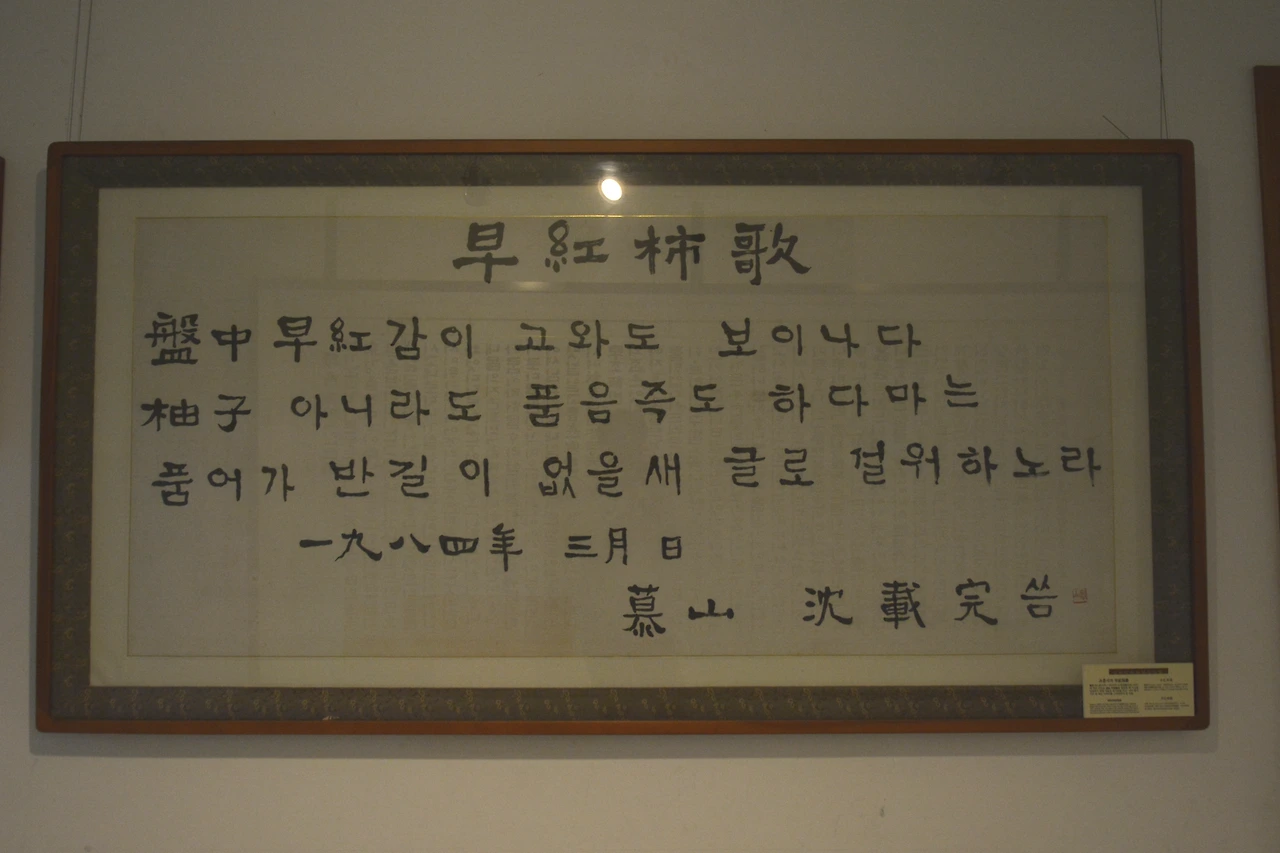 早紅枾歌
盤中 早紅감이 고와도 보이나다
柚子 아니라도 품음즉도 하다마는
품어가 반길 이 없을새 글로 설워하노라
一九八四年 三月 日
慕山 沈載完 씀